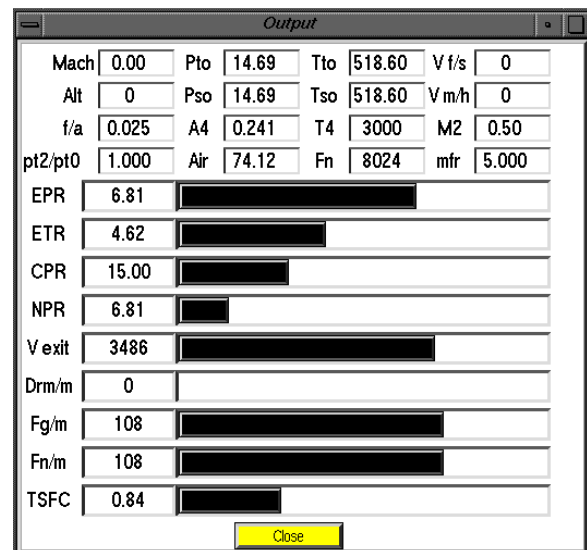 Output
Mach 0.00 Pto 14.69 Tto 518.60 V f/s 0
Alt 0 Pso 14.69 Tso 518.60 V m/h 0
f/a 0.025 A4 0.241 T4 3000 M2 0.50
pt2/pt0 1.000 Air 74.12 Fn 8024 mfr 5.000
EPR 6.81
ETR 4.62
CPR 15.00
NPR 6.81
V exit 3486
Drm/m 0
Fg/m 108
Fn/m 108
TSFC 0.84
Close